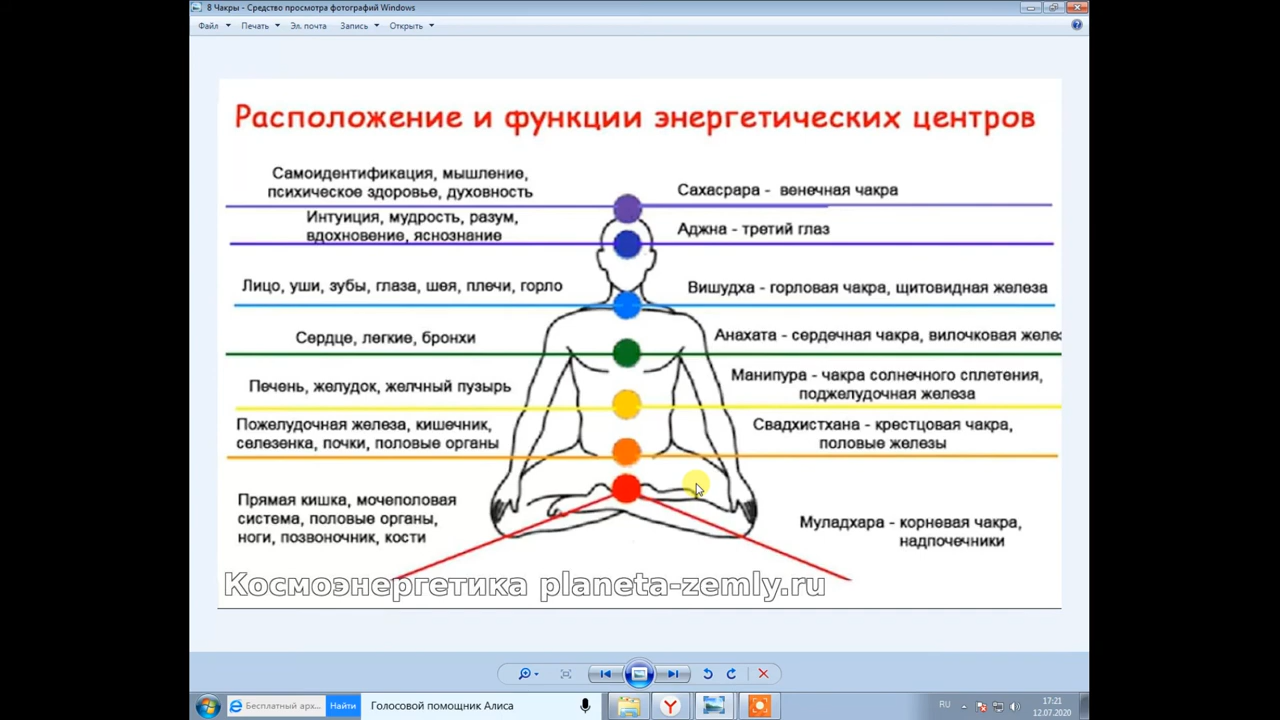 8 Чакры - Средство просмотра фотографий Windows
Файл Печать Эл. почта Запись Открыть
Расположение и функции энергетических центров
Самоидентификация, мышление,
психическое здоровье, духовность
Сахасрара - венечная чакра
Интуиция, мудрость, разум,
вдохновение, яснознание
Аджна - третий глаз
Лицо, уши, зубы, глаза, шея, плечи, горло
Вишудха - горловая чакра, щитовидная железа
Сердце, легкие, бронхи
Анахата - сердечная чакра, вилочковая желез
Печень, желудок, желчный пузырь
Манипура - чакра солнечного сплетения,
поджелудочная железа
Пожелудочная железа, кишечник,
селезенка, почки, половые органы
Свадхистхана - крестцовая чакра,
половые железы
Прямая кишка, мочеполовая
система, половые органы,
ноги, позвоночник, кости
Муладхара - корневая чакра,
надпочечники
Космоэнергетика planeta-zemly.ru
Бесплатный арх... Найти Голосовой помощник Алиса
RU
17:21
12.07.2020